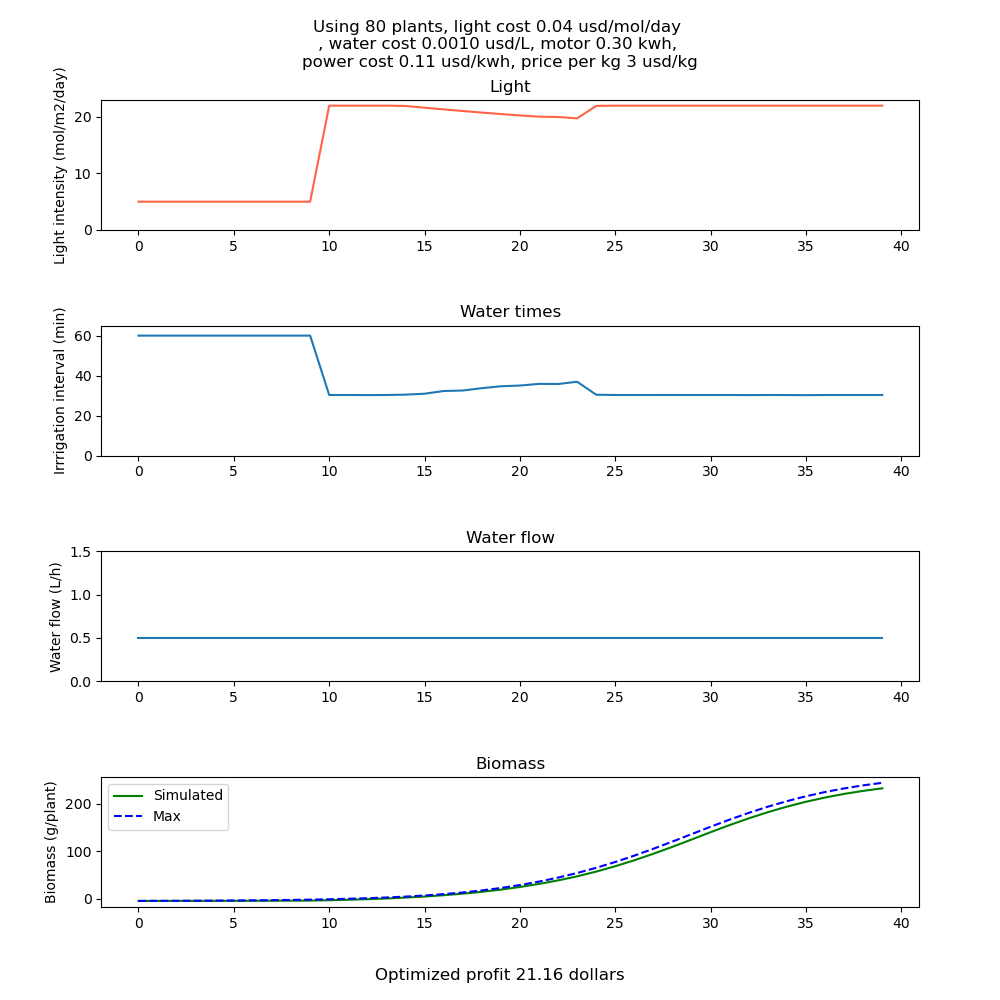 Using 80 plants, light cost 0.04 usd/mol/day
, water cost 0.0010 usd/L, motor 0.30 kwh,
power cost 0.11 usd/kwh, price per kg 3 usd/kg
Light
Light intensity (mol/m2/day)
20
10
0
0 5 10 15 20 25 30 35 40
Water times
Irrrigation interval (min)
60
40
20
0
0 5 10 15 20 25 30 35 40
Water flow
Water flow (L/h)
1.5
1.0
0.5
0.0
0 5 10 15 20 25 30 35 40
Biomass
Biomass (g/plant)
200
100
0
Simulated
Max
0 5 10 15 20 25 30 35 40
Optimized profit 21.16 dollars